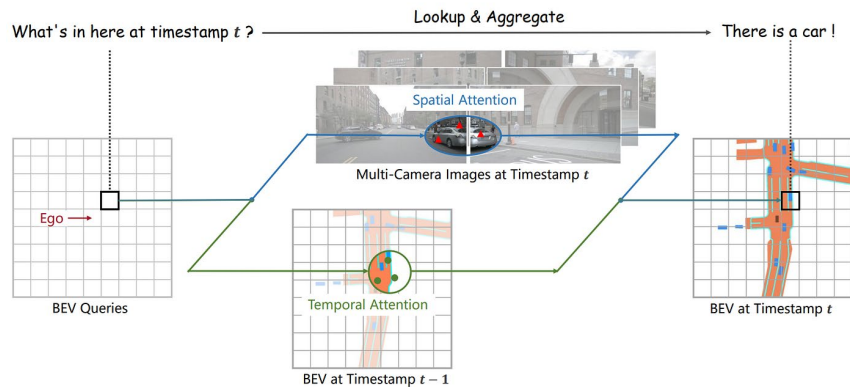 Lookup & Aggregate
What's in here at timestamp t ?
There is a car !
Spatial Attention
Multi-Camera Images at Timestamp t
Ego
BEV Queries
Temporal Attention
BEV at Timestamp t − 1
BEV at Timestamp t